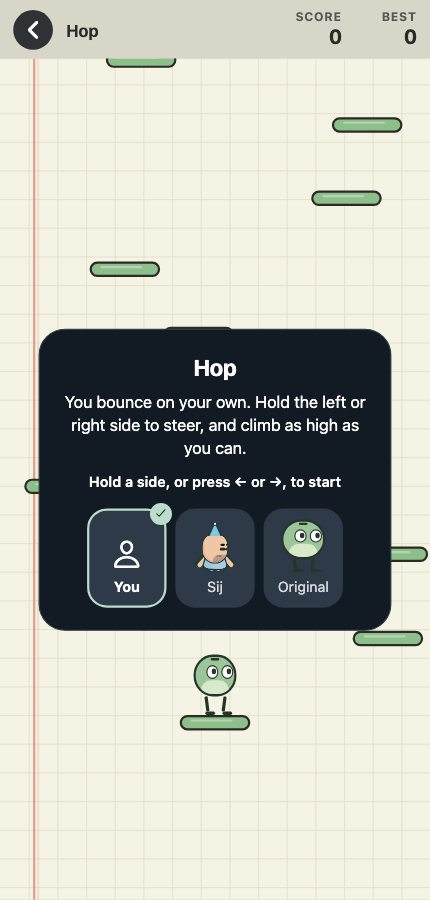 Hop
SCORE
0
BEST
0
Hop
You bounce on your own. Hold the left or
right side to steer, and climb as high as
you can.
Hold a side, or press ← or →, to start
You
Sij
Original